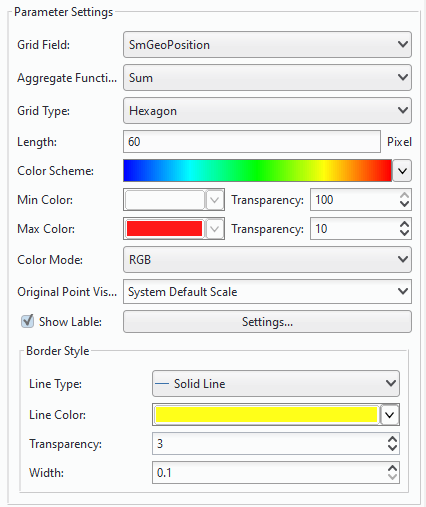 Parameter Settings
Grid Field: SmGeoPosition
Aggregate Functi... Sum
Grid Type: Hexagon
Length: 60 Pixel
Color Scheme:
Min Color: Transparency: 100
Max Color: Transparency: 10
Color Mode: RGB
Original Point Vis... System Default Scale
Show Lable: Settings...
Border Style
Line Type: Solid Line
Line Color:
Transparency: 3
Width: 0.1